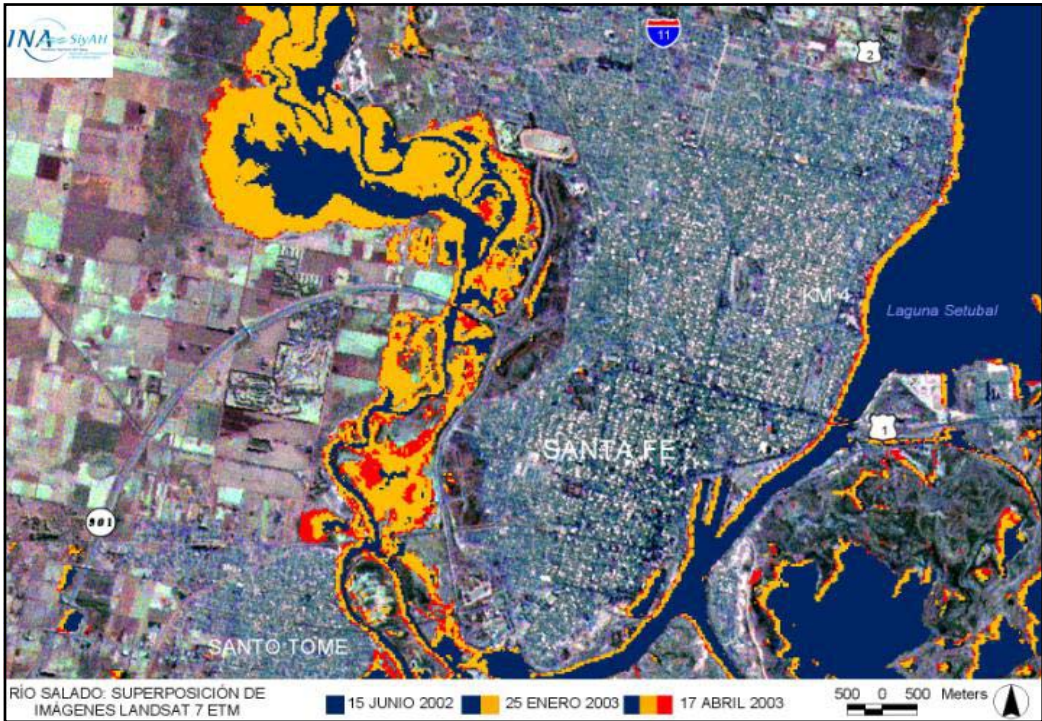 INA SiyAH
11
2
KM 4
Laguna Setubal
1
SANTA FE
901
SANTO TOME
RÍO SALADO: SUPERPOSICIÓN DE
IMÁGENES LANDSAT 7 ETM
15 JUNIO 2002
25 ENERO 2003
17 ABRIL 2003
500 0 500 Meters